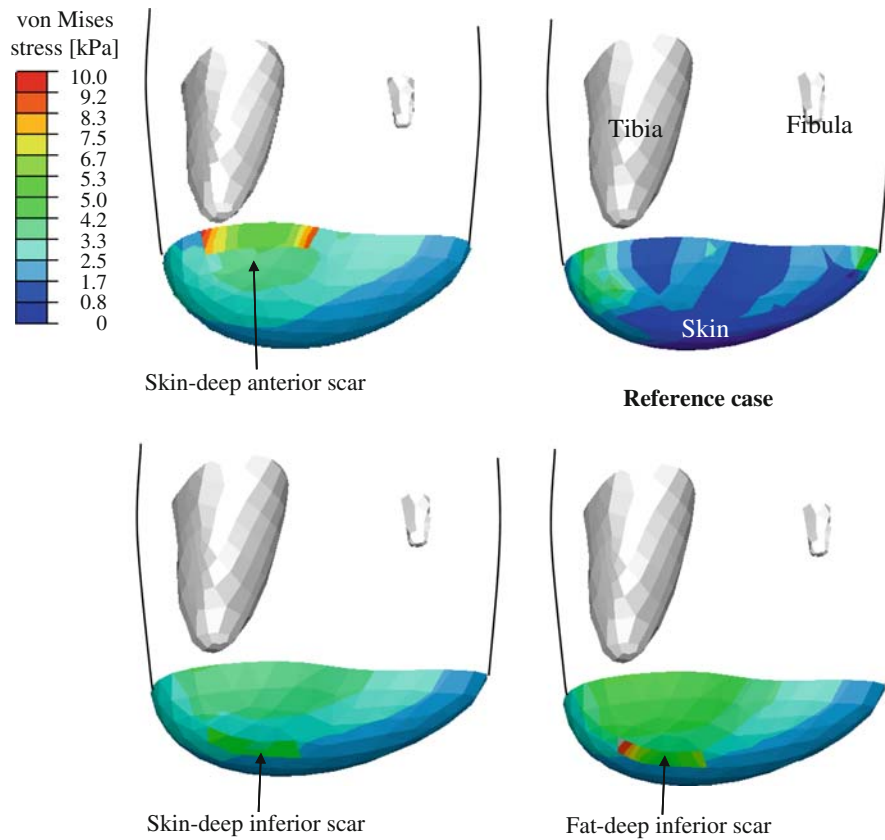 von Mises
stress [kPa]
10.0
9.2
8.3
7.5
6.7
5.3
5.0
4.2
3.3
2.5
1.7
0.8
0
Skin-deep anterior scar
Tibia
Fibula
Skin
Reference case
Skin-deep inferior scar
Fat-deep inferior scar